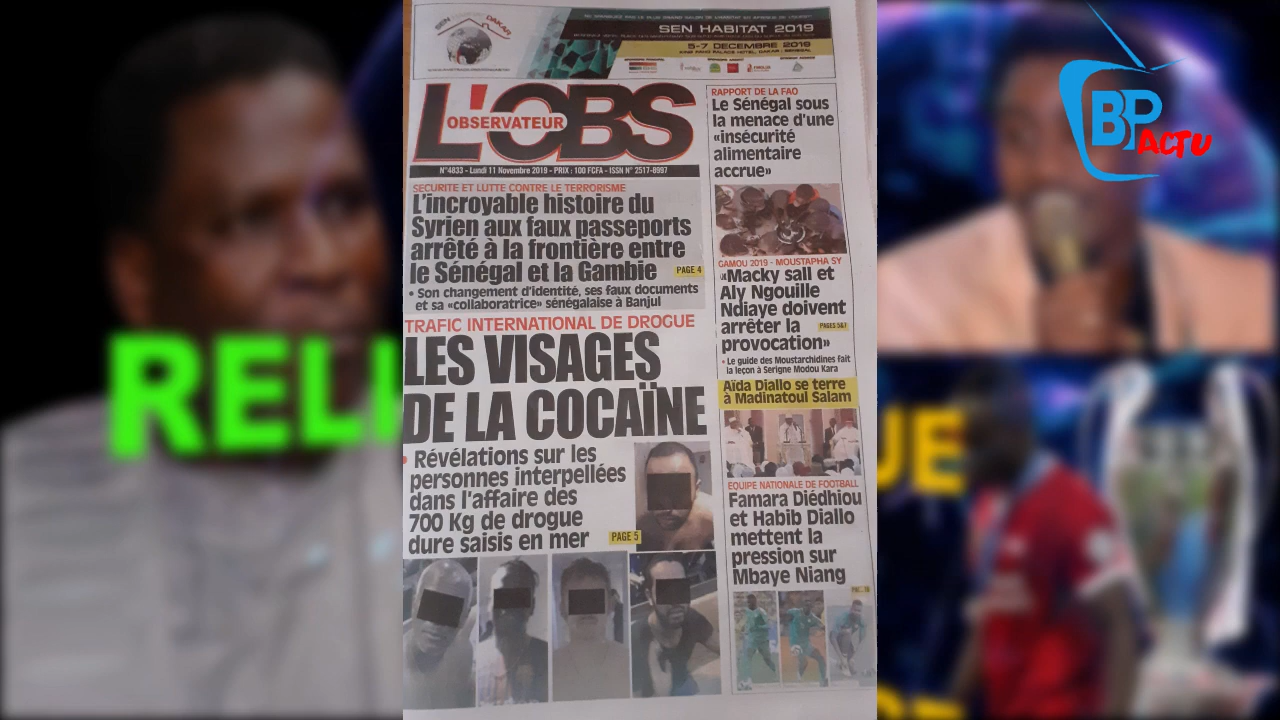 SEN HABITAT 2019
5-7 DECEMBRE 2019
KING FAHD PALACE HOTEL, DAKAR - SENEGAL
L'OBS
OBSERVATEUR
N°4833 - Lundi 11 Novembre 2019 - PRIX : 100 FCFA - ISSN N° 2517-8997
SECURITE ET LUTTE CONTRE LE TERRORISME
L'incroyable histoire du
Syrien aux faux passeports
arrêté à la frontière entre
le Sénégal et la Gambie
PAGE 4
• Son changement d'identité, ses faux documents
et sa «collaboratrice» sénégalaise à Banjul
TRAFIC INTERNATIONAL DE DROGUE
LES VISAGES
DE LA COCAÏNE
• Révélations sur les
personnes interpellées
dans l'affaire des
700 Kg de drogue
dure saisis en mer
PAGE 5
RAPPORT DE LA FAO
Le Sénégal sous
la menace d'une
«insécurité
alimentaire
accrue»
GAMOU 2019 - MOUSTAPHA SY
«Macky sall et
Aly Ngouille
Ndiaye doivent
arrêter la
provocation»
PAGES 5&7
• Le guide des Moustarchidines fait
la leçon à Serigne Modou Kara
Aïda Diallo se terre
à Madinatoul Salam
EQUIPE NATIONALE DE FOOTBALL
Famara Diédhiou
et Habib Diallo
mettent la
pression sur
Mbaye Niang
BP
ACTU
RELI
UE